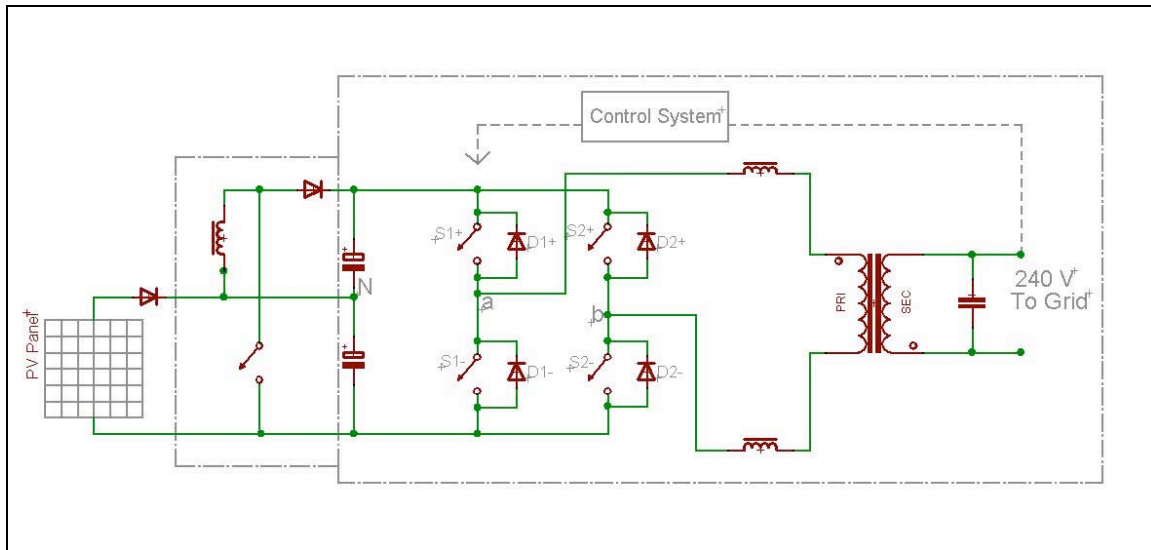 Control System
S1+
D1+
S2+
D2+
N
a
b
240 V
To Grid
PRI
SEC
PV Panel
S1-
D1-
S2-
D2-